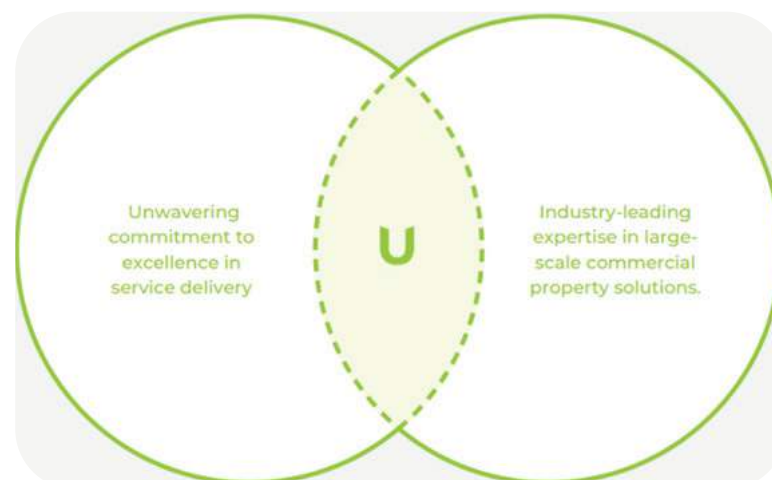 Unwavering
commitment to
excellence in
service delivery
U
Industry-leading
expertise in large-
scale commercial
property solutions.